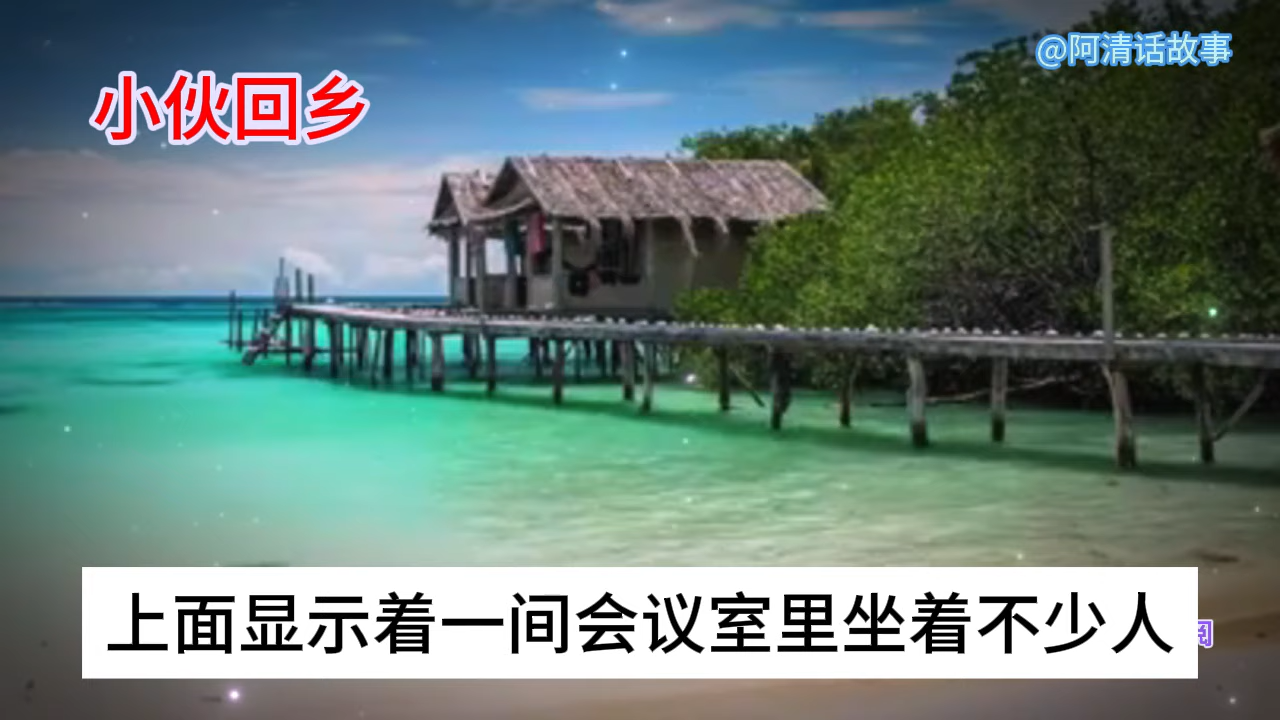 @阿清话故事
小伙回乡
上面显示着一间会议室里坐着不少人